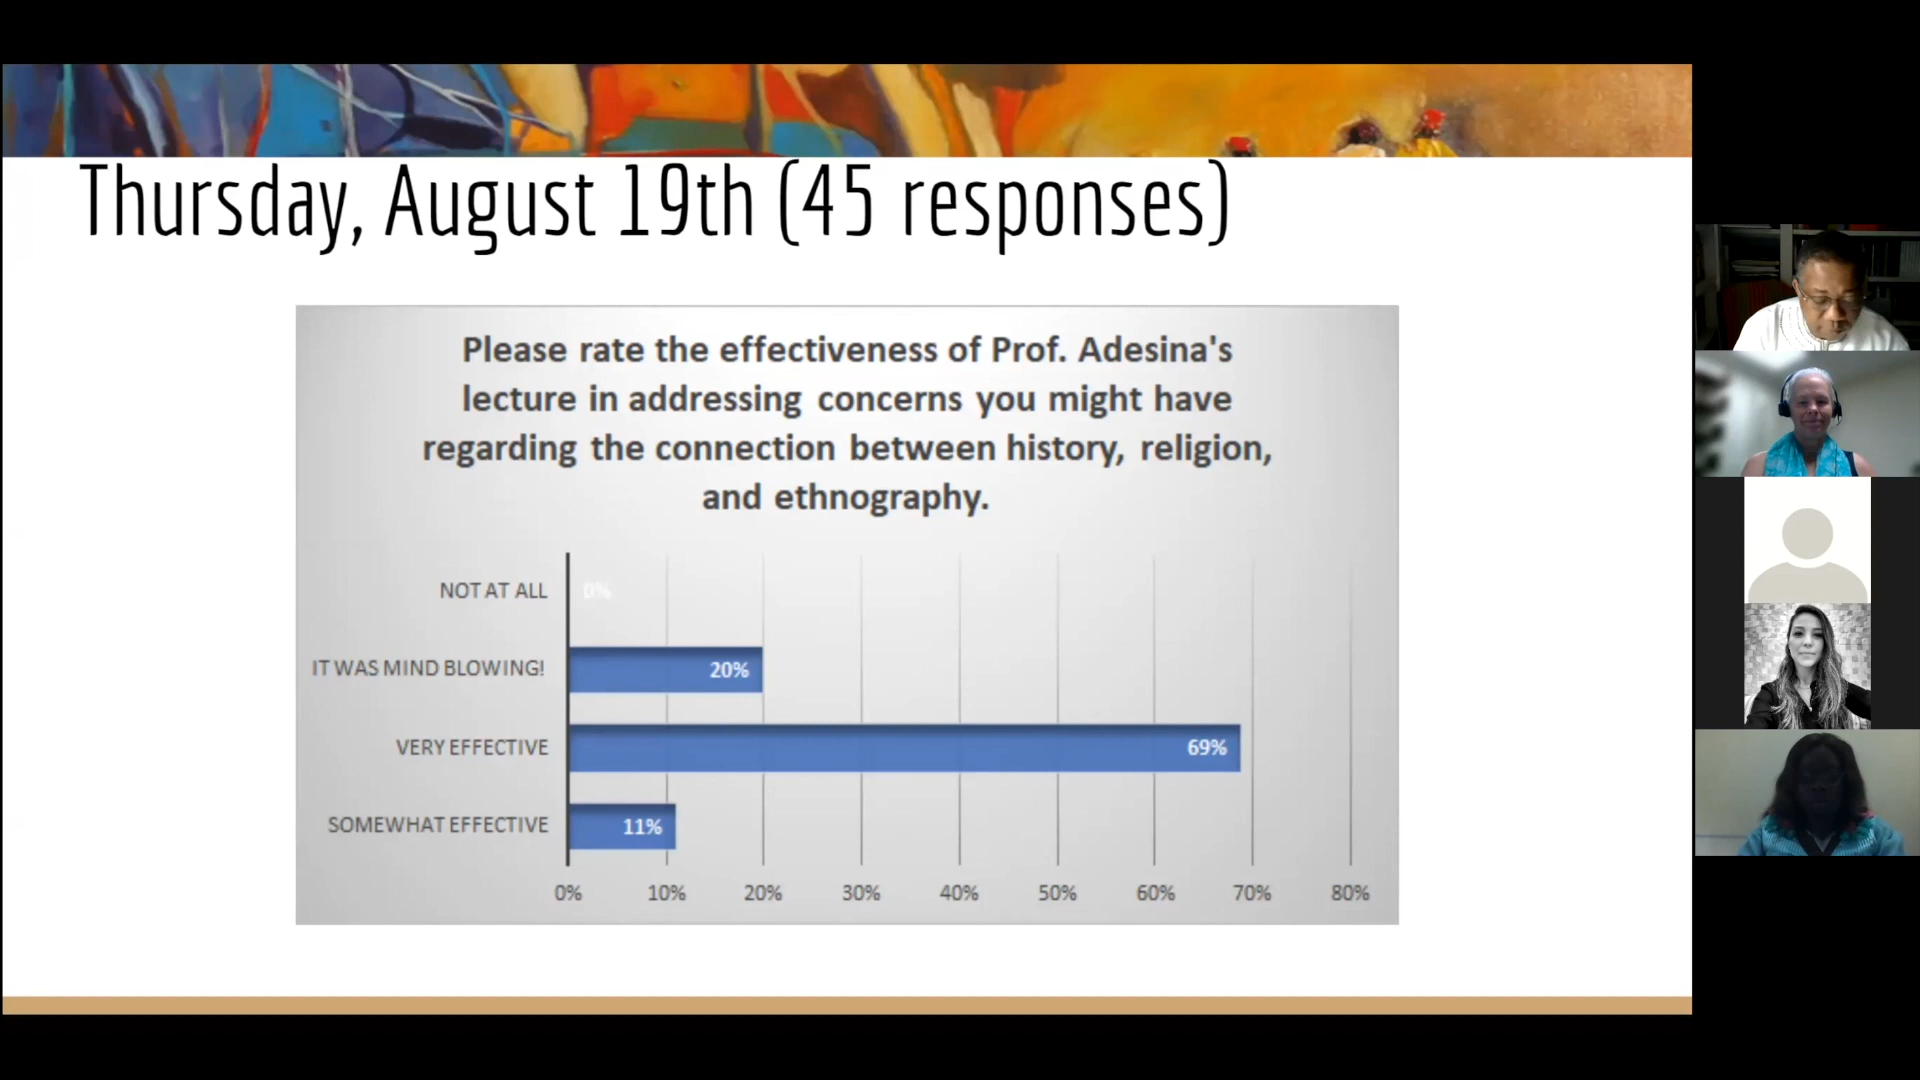 Thursday, August 19th (45 responses)
Please rate the effectiveness of Prof. Adesina's
lecture in addressing concerns you might have
regarding the connection between history, religion,
and ethnography.
NOT AT ALL 0%
IT WAS MIND BLOWING! 20%
VERY EFFECTIVE 69%
SOMEWHAT EFFECTIVE 11%
0% 10% 20% 30% 40% 50% 60% 70% 80%